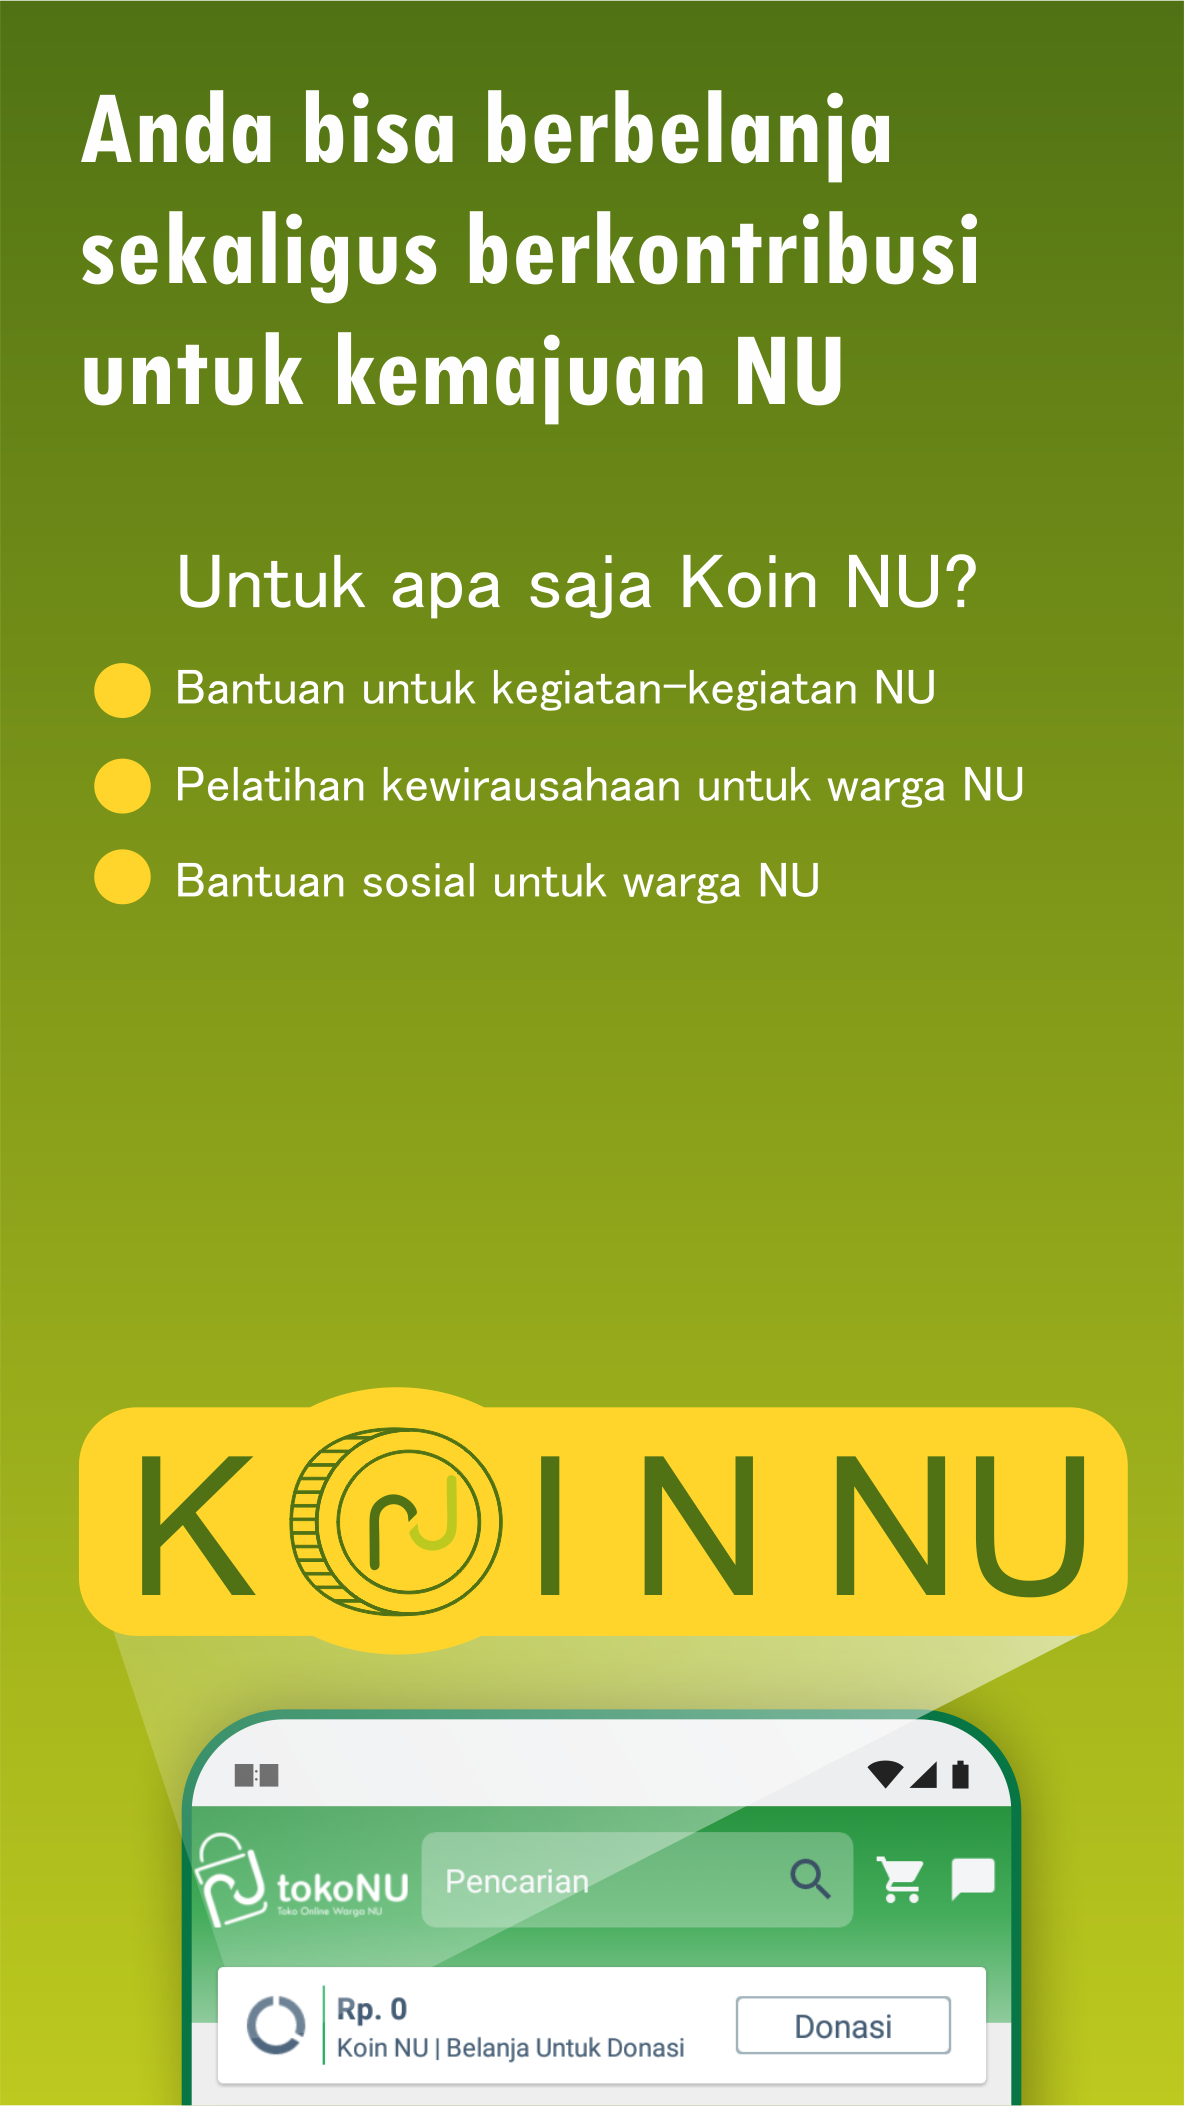 Anda bisa berbelanja
sekaligus berkontribusi
untuk kemajuan NU
Untuk apa saja Koin NU?
Bantuan untuk kegiatan-kegiatan NU
Pelatihan kewirausahaan untuk warga NU
Bantuan sosial untuk warga NU
KOIN NU
tokoNU
Toko Online Warga NU
Pencarian
Rp. 0
Koin NU | Belanja Untuk Donasi
Donasi